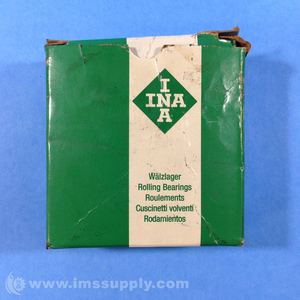 I
INA
A
Wälzlager
Rolling Bearings
Roulements
Cuscinetti volventi
Rodamientos
© www.imssupply.com